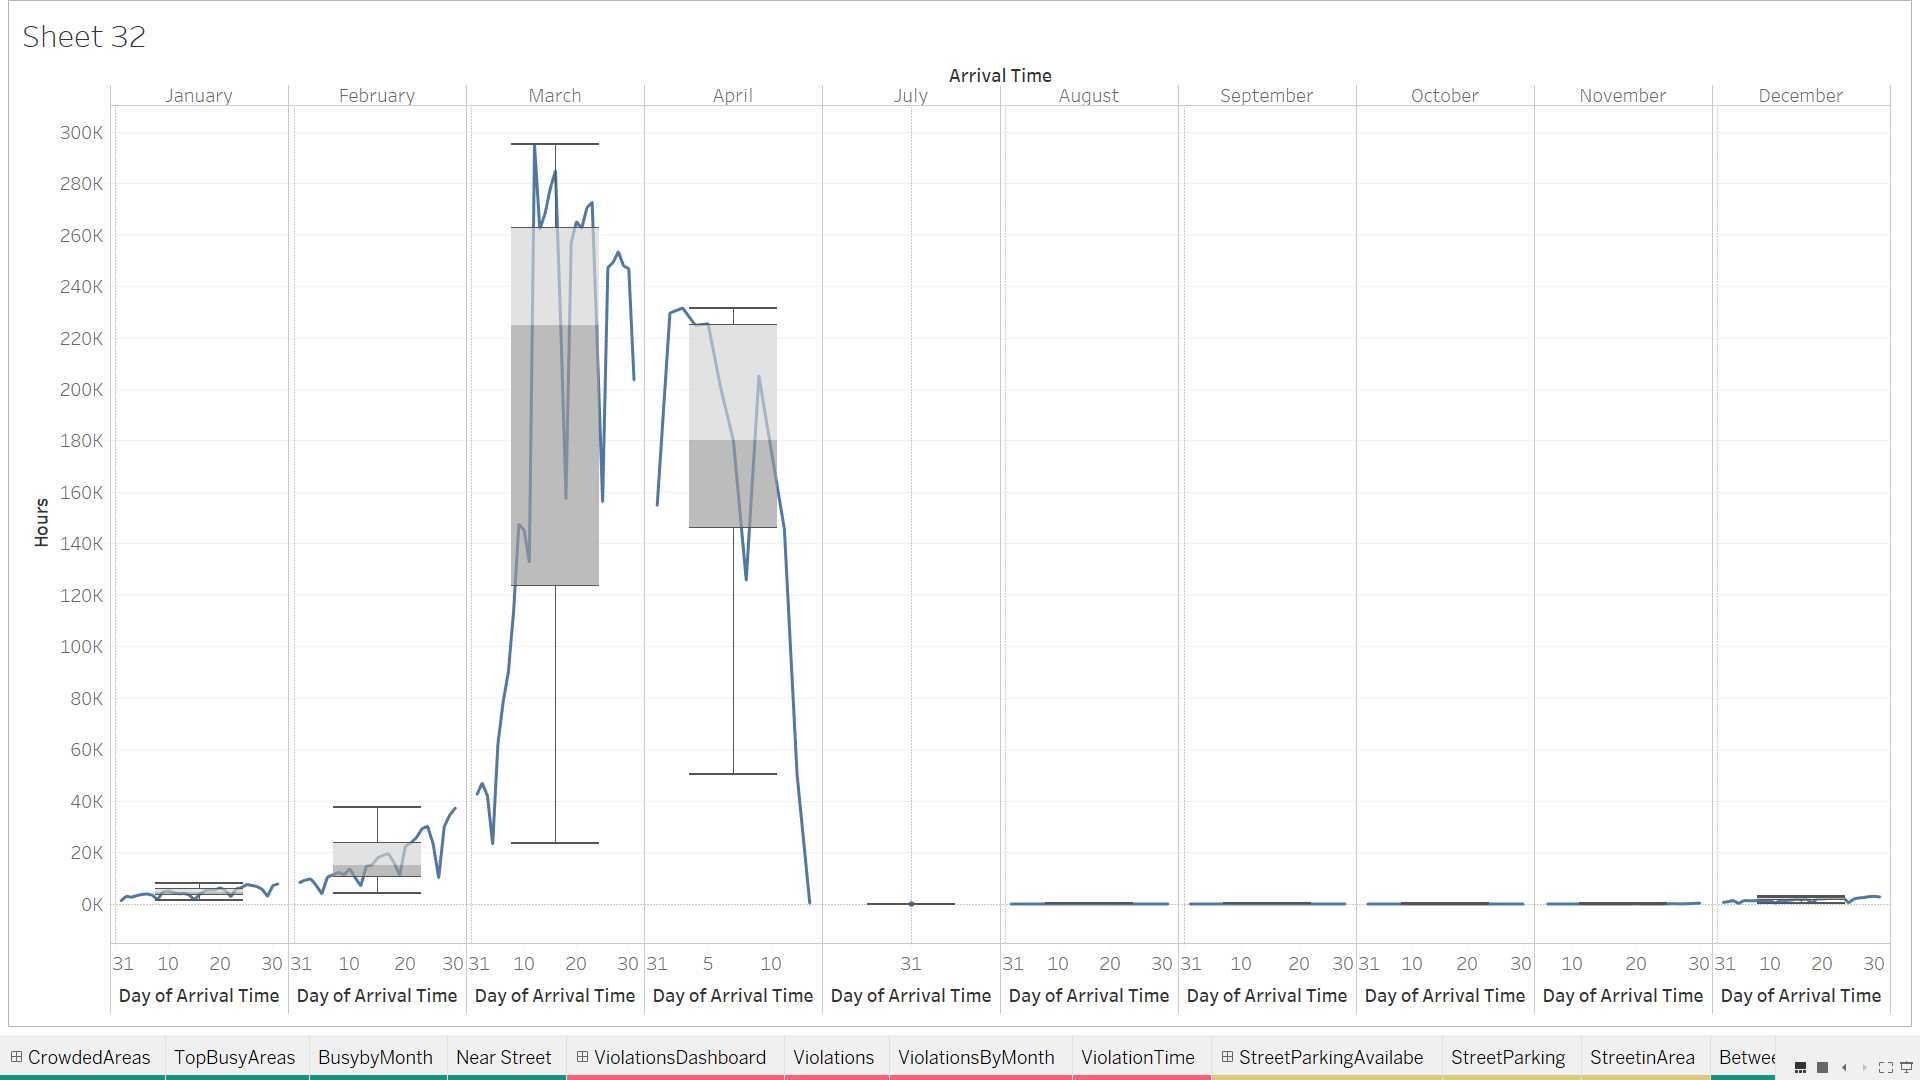 Sheet 32
Arrival Time
January February March April July August September October November December
300K
280K
260K
240K
220K
200K
180K
160K
140K
120K
100K
80K
60K
40K
20K
0K
Hours
31 10 20 30 31 10 20 30 31 10 20 30 31 5 10 31 31 10 20 30 31 10 20 30 31 10 20 30 10 20 30 31 10 20 30
Day of Arrival Time Day of Arrival Time Day of Arrival Time Day of Arrival Time Day of Arrival Time Day of Arrival Time Day of Arrival Time Day of Arrival Time Day of Arrival Time Day of Arrival Time
CrowdedAreas TopBusyAreas BusybyMonth Near Street ViolationsDashboard Violations ViolationsByMonth ViolationTime StreetParkingAvailabe StreetParking StreetinArea Betwee